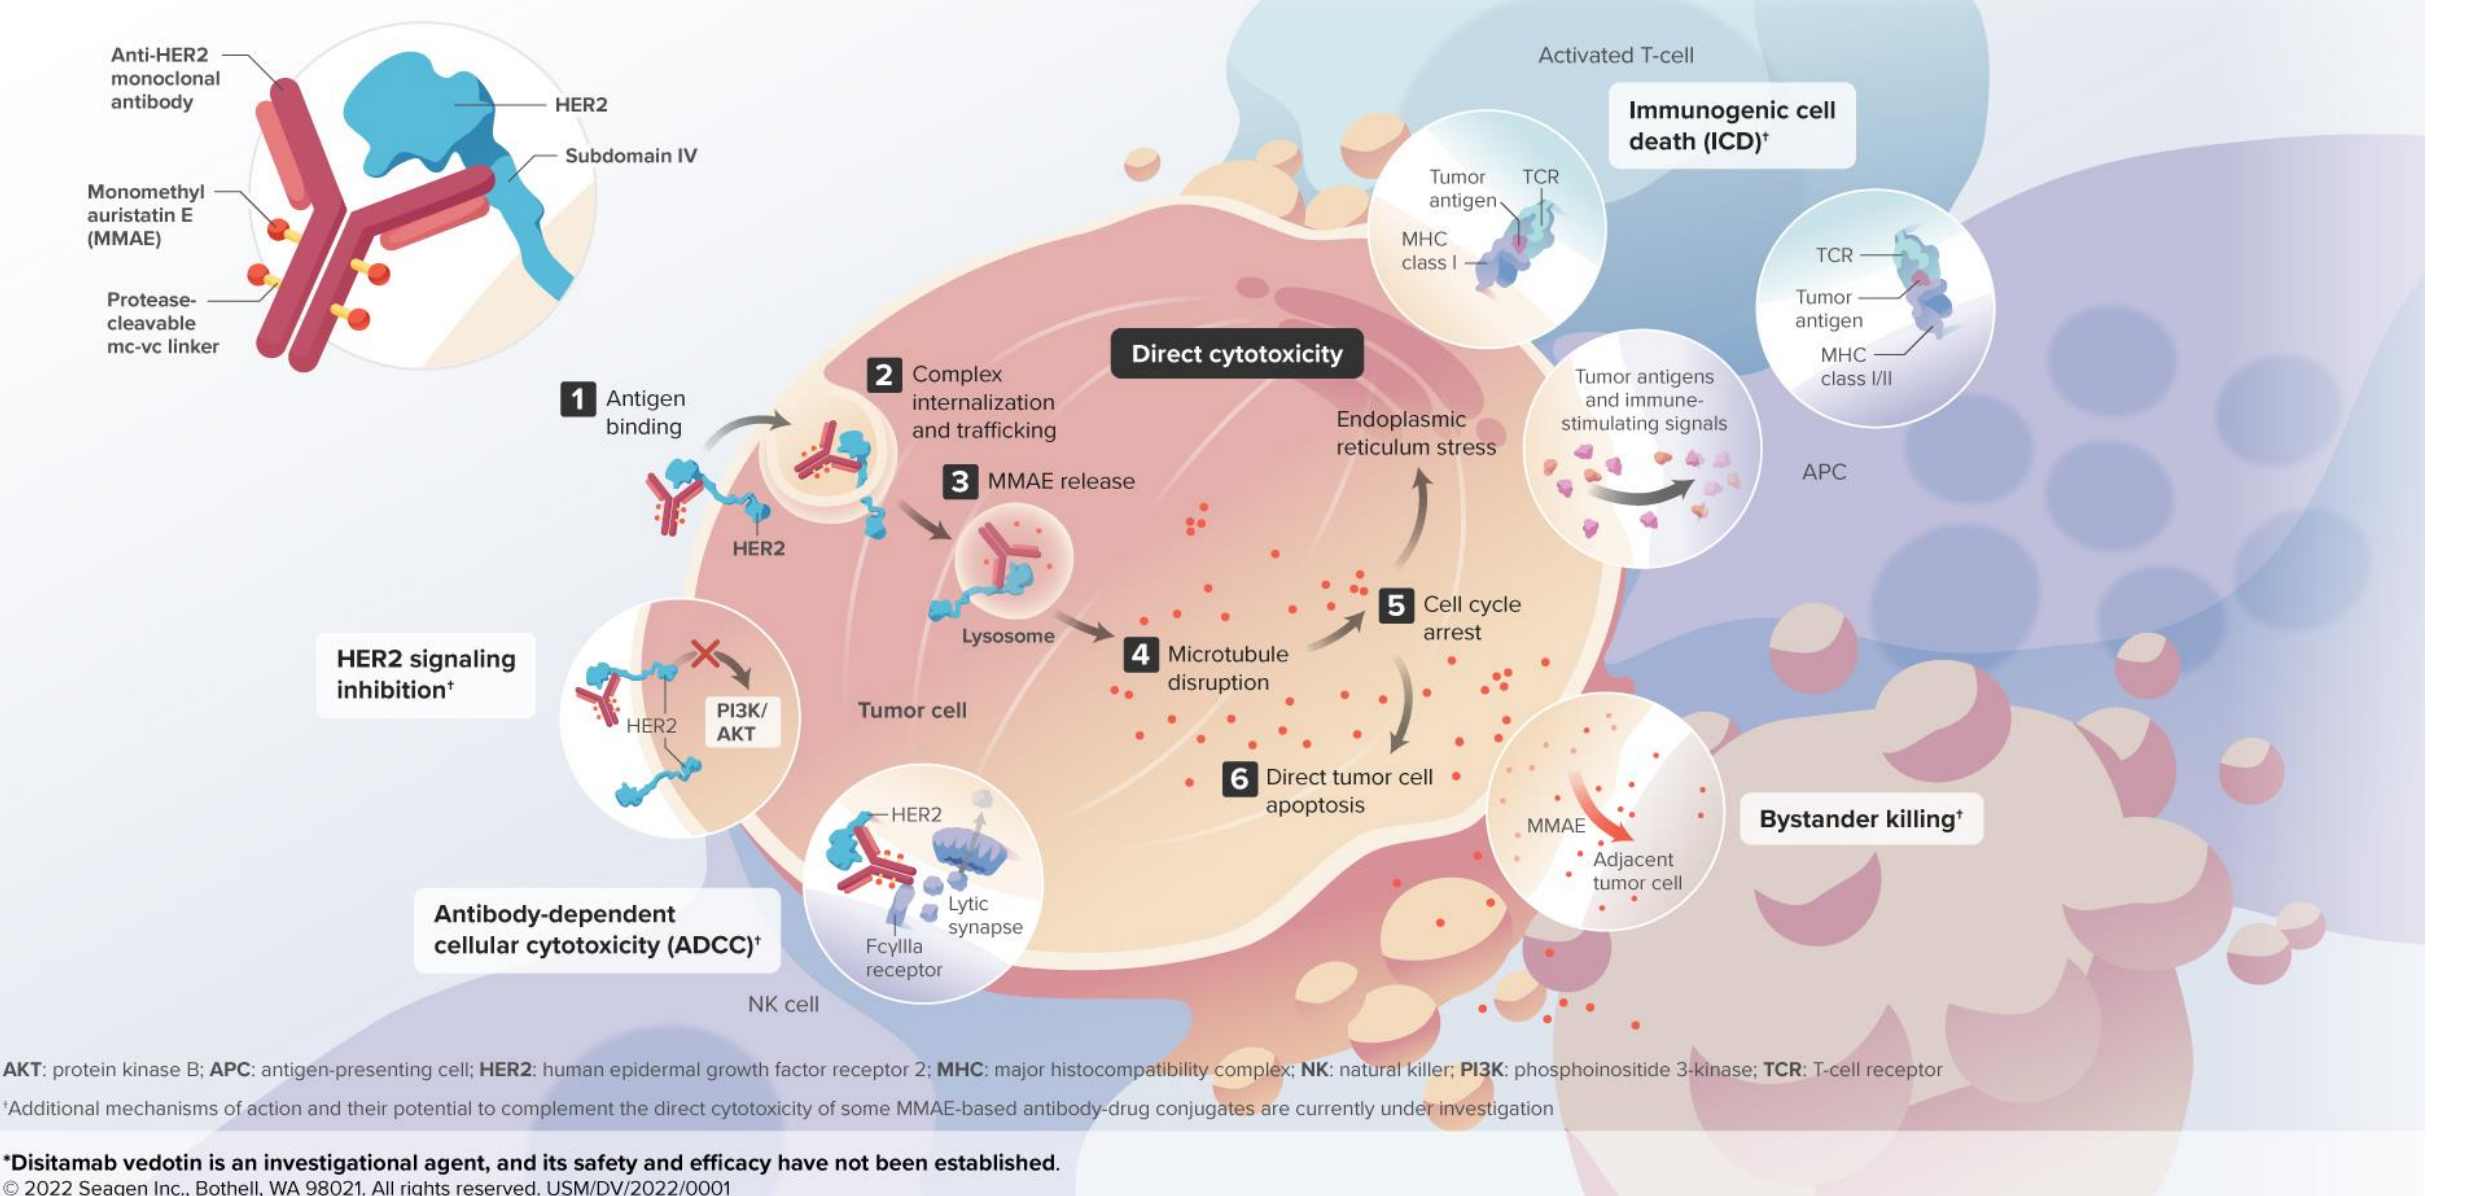 Anti-HER2
monoclonal
antibody
HER2
Subdomain IV
Monomethyl
auristatin E
(MMAE)
Protease-
cleavable
mc-vc linker
Activated T-cell
Immunogenic cell
death (ICD)†
Tumor
antigen
TCR
MHC
class I
TCR
Tumor
antigen
MHC
class I/II
Tumor antigens
and immune-
stimulating signals
APC
Direct cytotoxicity
1 Antigen
binding
HER2
2 Complex
internalization
and trafficking
3 MMAE release
Lysosome
4 Microtubule
disruption
5 Cell cycle
arrest
Endoplasmic
reticulum stress
6 Direct tumor cell
apoptosis
Tumor cell
HER2 signaling
inhibition†
HER2
PI3K/
AKT
Antibody-dependent
cellular cytotoxicity (ADCC)†
HER2
Lytic
synapse
FcγIIIa
receptor
NK cell
MMAE
Adjacent
tumor cell
Bystander killing†
AKT: protein kinase B; APC: antigen-presenting cell; HER2: human epidermal growth factor receptor 2; MHC: major histocompatibility complex; NK: natural killer; PI3K: phosphoinositide 3-kinase; TCR: T-cell receptor
†Additional mechanisms of action and their potential to complement the direct cytotoxicity of some MMAE-based antibody-drug conjugates are currently under investigation
*Disitamab vedotin is an investigational agent, and its safety and efficacy have not been established.
© 2022 Seagen Inc., Bothell, WA 98021. All rights reserved. USM/DV/2022/0001